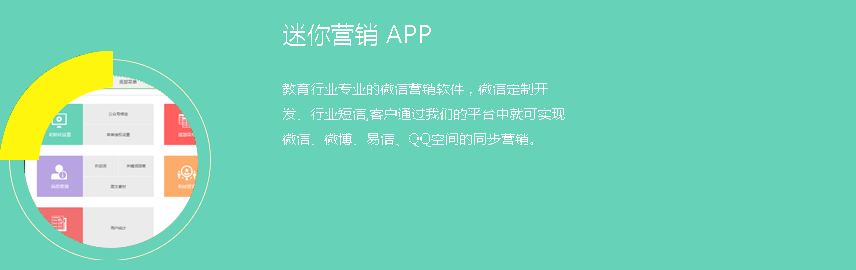 迷你营销 APP
教育行业专业的微信营销软件，微信定制开
发、行业短信,客户通过我们的平台中就可实现
微信、微博、易信、QQ空间的同步营销。